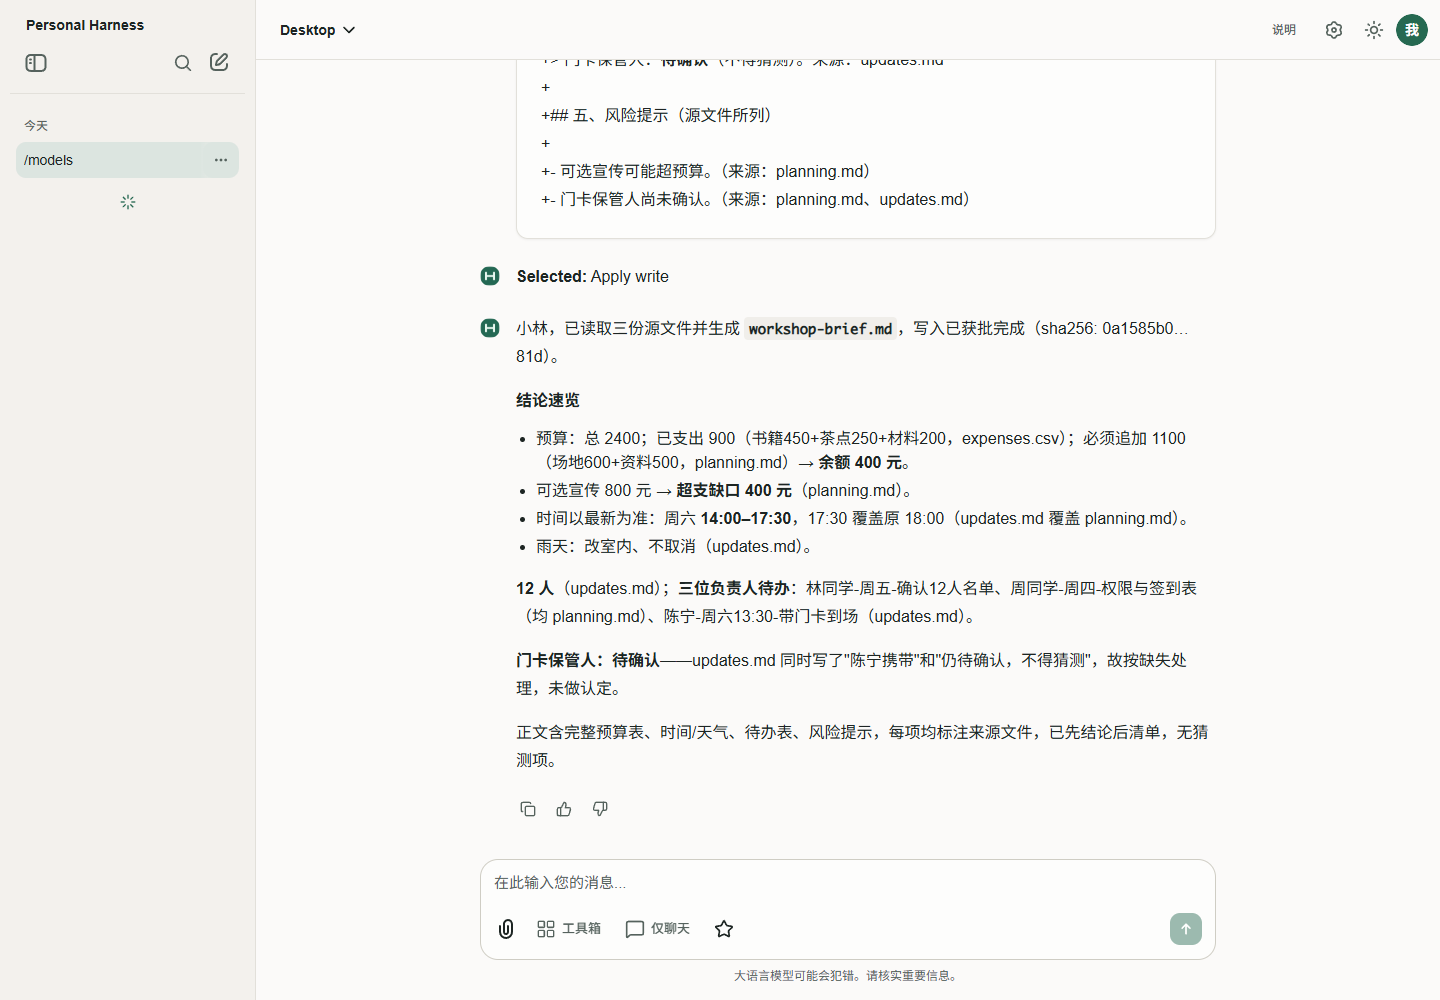 Personal Harness
今天
/models
Desktop
说明
我
+> 门卡保管人：待确认（不得猜测）。来源：updates.md
+
+## 五、风险提示（源文件所列）
+
+- 可选宣传可能超预算。（来源：planning.md）
+- 门卡保管人尚未确认。（来源：planning.md、updates.md）
Selected: Apply write
小林，已读取三份源文件并生成 workshop-brief.md，写入已获批完成（sha256: 0a1585b0…
81d）。
结论速览
• 预算：总 2400；已支出 900（书籍450+茶点250+材料200，expenses.csv）；必须追加 1100
（场地600+资料500，planning.md）→ 余额 400 元。
• 可选宣传 800 元 → 超支缺口 400 元（planning.md）。
• 时间以最新为准：周六 14:00–17:30，17:30 覆盖原 18:00（updates.md 覆盖 planning.md）。
• 雨天：改室内、不取消（updates.md）。
12 人（updates.md）；三位负责人待办：林同学-周五-确认12人名单、周同学-周四-权限与签到表
（均 planning.md）、陈宁-周六13:30-带门卡到场（updates.md）。
门卡保管人：待确认——updates.md 同时写了"陈宁携带"和"仍待确认，不得猜测"，故按缺失处
理，未做认定。
正文含完整预算表、时间/天气、待办表、风险提示，每项均标注来源文件，已先结论后清单，无猜
测项。
在此输入您的消息...
工具箱
仅聊天
大语言模型可能会犯错。请核实重要信息。